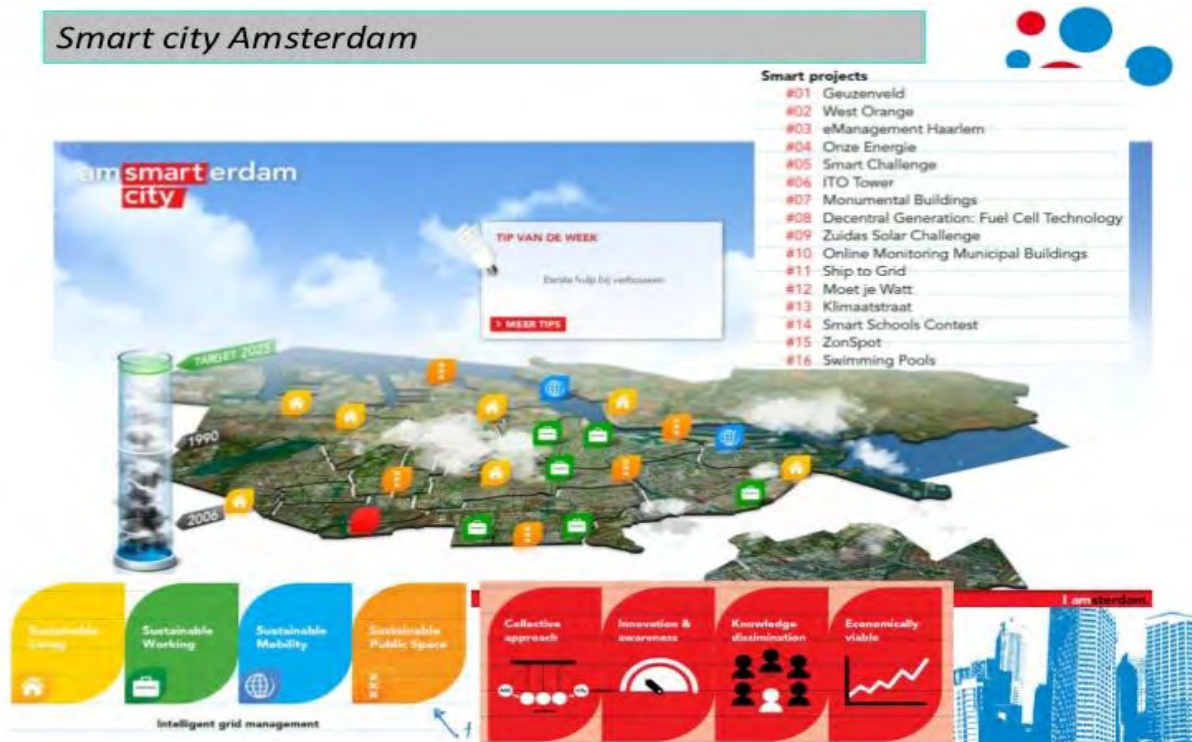 Smart city Amsterdam
Smart projects
#01 Geuzenveld
#02 West Orange
#03 eManagement Haarlem
#04 Onze Energie
#05 Smart Challenge
#06 ITO Tower
#07 Monumental Buildings
#08 Decentral Generation: Fuel Cell Technology
#09 Zuidas Solar Challenge
#10 Online Monitoring Municipal Buildings
#11 Ship to Grid
#12 Moet je Watt
#13 Klimaatstraat
#14 Smart Schools Contest
#15 ZonSpot
#16 Swimming Pools
amsmarterdam
city
TIP VAN DE WEEK
Eerste hulp bij verbouwen
> MEER TIPS
TARGET 2025
1990
2006
I amsterdam.
Sustainable
Living
Sustainable
Working
Sustainable
Mobility
Sustainable
Public Space
Collective
approach
Innovation &
awareness
Knowledge
dissimination
Economically
viable
Intelligent grid management